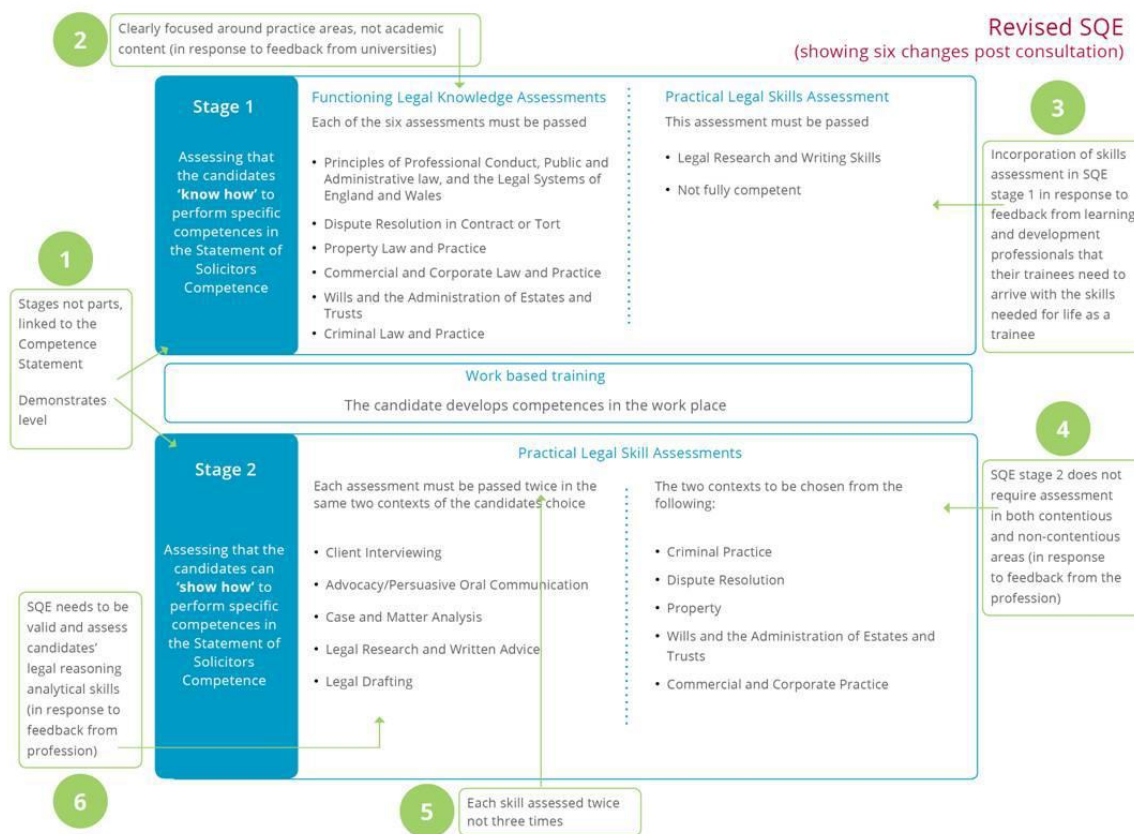 Revised SQE
(showing six changes post consultation)
2
Clearly focused around practice areas, not academic
content (in response to feedback from universities)
Stage 1
Assessing that
the candidates
'know how' to
perform specific
competences in
the Statement of
Solicitors
Competence
Functioning Legal Knowledge Assessments
Each of the six assessments must be passed
• Principles of Professional Conduct, Public and
Administrative law, and the Legal Systems of
England and Wales
• Dispute Resolution in Contract or Tort
• Property Law and Practice
• Commercial and Corporate Law and Practice
• Wills and the Administration of Estates and
Trusts
• Criminal Law and Practice
Practical Legal Skills Assessment
This assessment must be passed
• Legal Research and Writing Skills
• Not fully competent
3
Incorporation of skills
assessment in SQE
stage 1 in response to
feedback from learning
and development
professionals that
their trainees need to
arrive with the skills
needed for life as a
trainee
1
Stages not parts,
linked to the
Competence
Statement
Demonstrates
level
Work based training
The candidate develops competences in the work place
Stage 2
Assessing that the
candidates can
'show how' to
perform specific
competences in
the Statement of
Solicitors
Competence
Practical Legal Skill Assessments
Each assessment must be passed twice in the
same two contexts of the candidates choice
• Client Interviewing
• Advocacy/Persuasive Oral Communication
• Case and Matter Analysis
• Legal Research and Written Advice
• Legal Drafting
The two contexts to be chosen from the
following:
• Criminal Practice
• Dispute Resolution
• Property
• Wills and the Administration of Estates and
Trusts
• Commercial and Corporate Practice
4
SQE stage 2 does not
require assessment
in both contentious
and non-contentious
areas (in response
to feedback from the
profession)
SQE needs to be
valid and assess
candidates'
legal reasoning
analytical skills
(in response to
feedback from
profession)
6
5
Each skill assessed twice
not three times